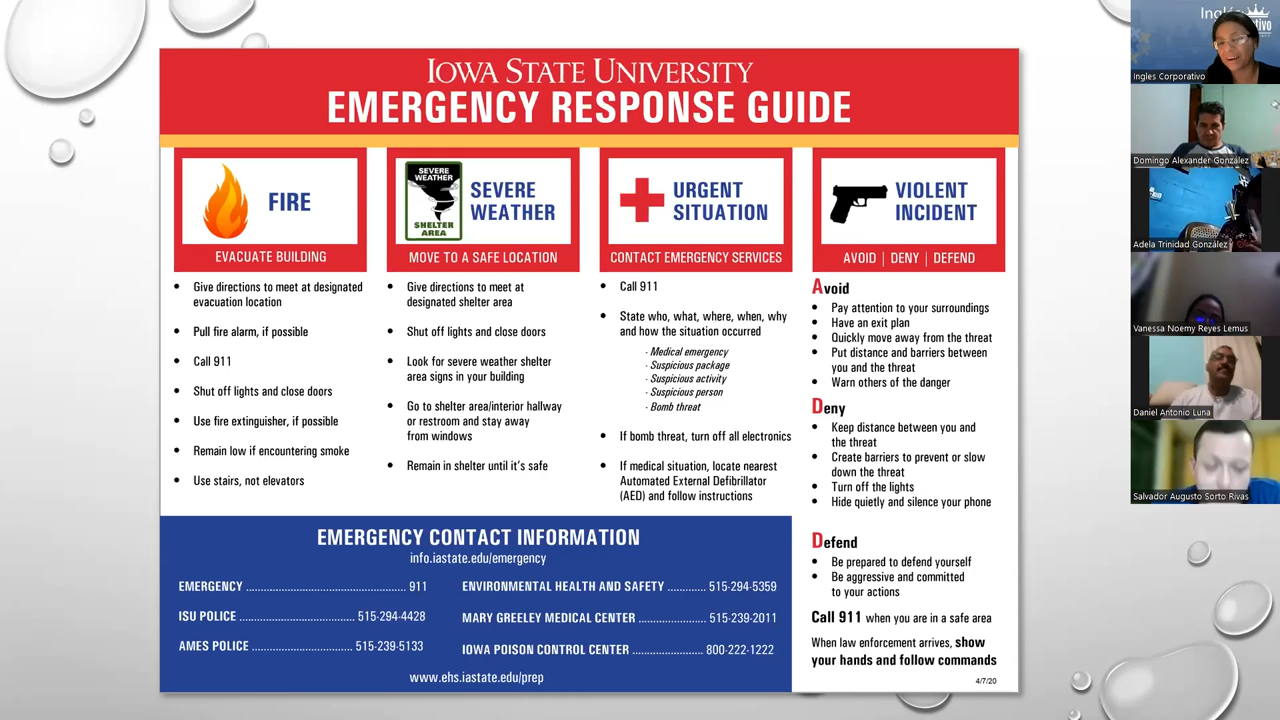 IOWA STATE UNIVERSITY
EMERGENCY RESPONSE GUIDE
FIRE
EVACUATE BUILDING
• Give directions to meet at designated
evacuation location
• Pull fire alarm, if possible
• Call 911
• Shut off lights and close doors
• Use fire extinguisher, if possible
• Remain low if encountering smoke
• Use stairs, not elevators
SEVERE WEATHER
SHELTER AREA
SEVERE
WEATHER
MOVE TO A SAFE LOCATION
• Give directions to meet at
designated shelter area
• Shut off lights and close doors
• Look for severe weather shelter
area signs in your building
• Go to shelter area/interior hallway
or restroom and stay away
from windows
• Remain in shelter until it's safe
URGENT
SITUATION
CONTACT EMERGENCY SERVICES
• Call 911
• State who, what, where, when, why
and how the situation occurred
- Medical emergency
- Suspicious package
- Suspicious activity
- Suspicious person
- Bomb threat
• If bomb threat, turn off all electronics
• If medical situation, locate nearest
Automated External Defibrillator
(AED) and follow instructions
VIOLENT
INCIDENT
AVOID | DENY | DEFEND
Avoid
• Pay attention to your surroundings
• Have an exit plan
• Quickly move away from the threat
• Put distance and barriers between
you and the threat
• Warn others of the danger
Deny
• Keep distance between you and
the threat
• Create barriers to prevent or slow
down the threat
• Turn off the lights
• Hide quietly and silence your phone
Defend
• Be prepared to defend yourself
• Be aggressive and committed
to your actions
Call 911 when you are in a safe area
When law enforcement arrives, show
your hands and follow commands
4/7/20
EMERGENCY CONTACT INFORMATION
info.iastate.edu/emergency
EMERGENCY ........ 911
ISU POLICE ........ 515-294-4428
AMES POLICE ........ 515-239-5133
ENVIRONMENTAL HEALTH AND SAFETY ........ 515-294-5359
MARY GREELEY MEDICAL CENTER ........ 515-239-2011
IOWA POISON CONTROL CENTER ........ 800-222-1222
www.ehs.iastate.edu/prep
Ingles Corporativo
Domingo Alexander González
Adela Trinidad González
Vanessa Noemy Reyes Lemus
Daniel Antonio Luna
Salvador Augusto Sorto Rivas